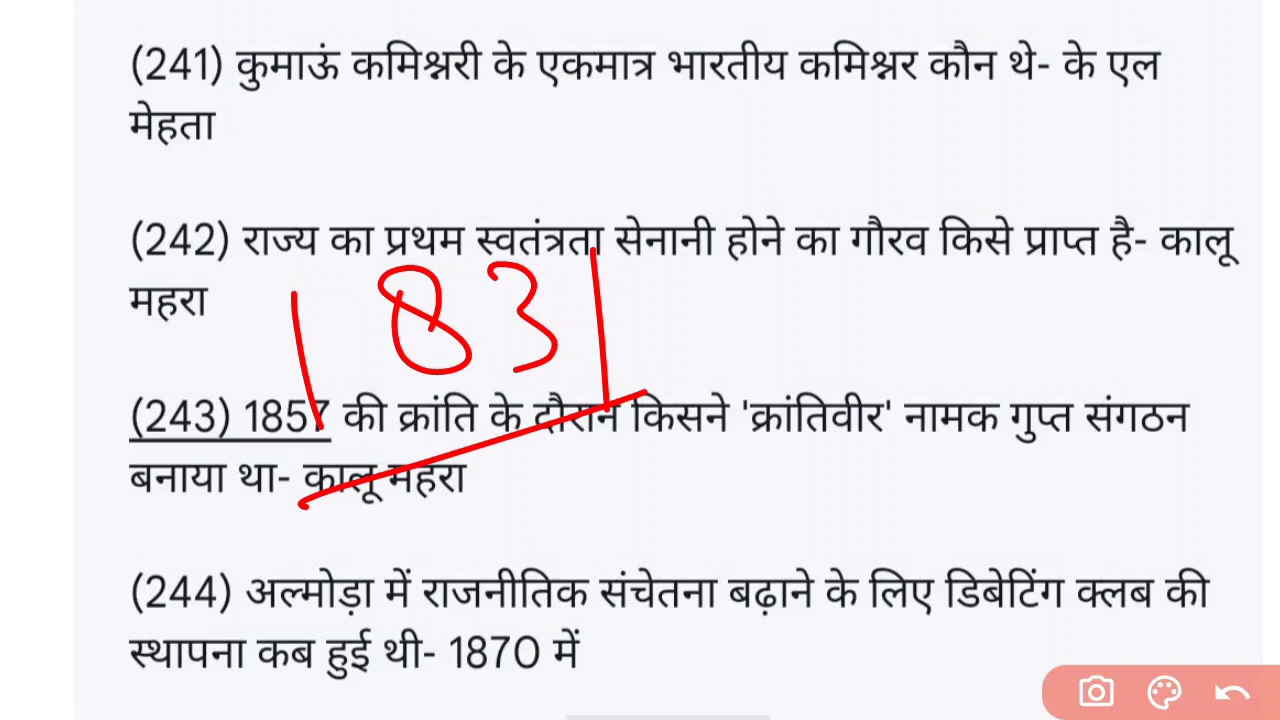 (241) कुमाऊं कमिश्नरी के एकमात्र भारतीय कमिश्नर कौन थे- के एल
मेहता
(242) राज्य का प्रथम स्वतंत्रता सेनानी होने का गौरव किसे प्राप्त है- कालू
महरा
1831
(243) 1857 की क्रांति के दौरान किसने 'क्रांतिवीर' नामक गुप्त संगठन
बनाया था- कालू महरा
(244) अल्मोड़ा में राजनीतिक संचेतना बढ़ाने के लिए डिबेटिंग क्लब की
स्थापना कब हुई थी- 1870 में